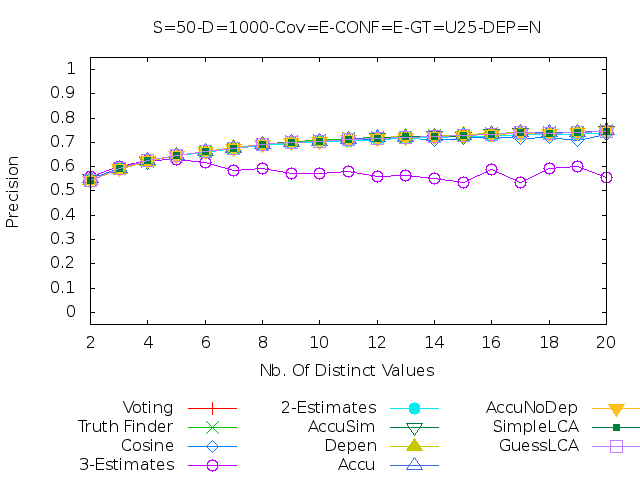 S=50-D=1000-Cov=E-CONF=E-GT=U25-DEP=N
1
0.9
0.8
0.7
0.6
0.5
0.4
0.3
0.2
0.1
0
Precision
2 4 6 8 10 12 14 16 18 20
Nb. Of Distinct Values
Voting 2-Estimates AccuNoDep
Truth Finder AccuSim SimpleLCA
Cosine Depen GuessLCA
3-Estimates Accu